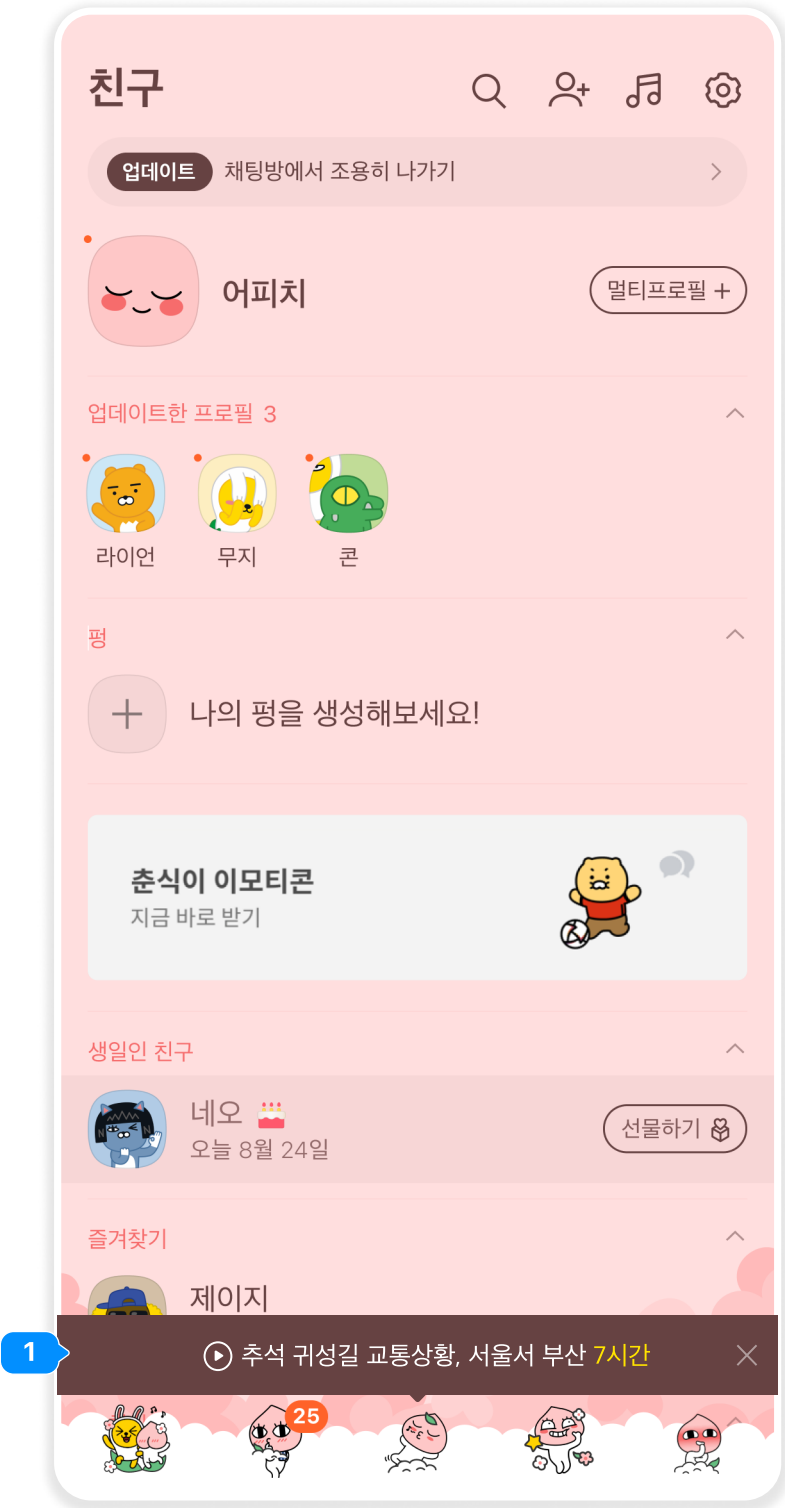 친구
업데이트 채팅방에서 조용히 나가기
어피치
멀티프로필 +
업데이트한 프로필 3
라이언 무지 콘
펑
나의 펑을 생성해보세요!
춘식이 이모티콘
지금 바로 받기
생일인 친구
네오
오늘 8월 24일
선물하기
즐겨찾기
제이지
1
추석 귀성길 교통상황, 서울서 부산 7시간
25